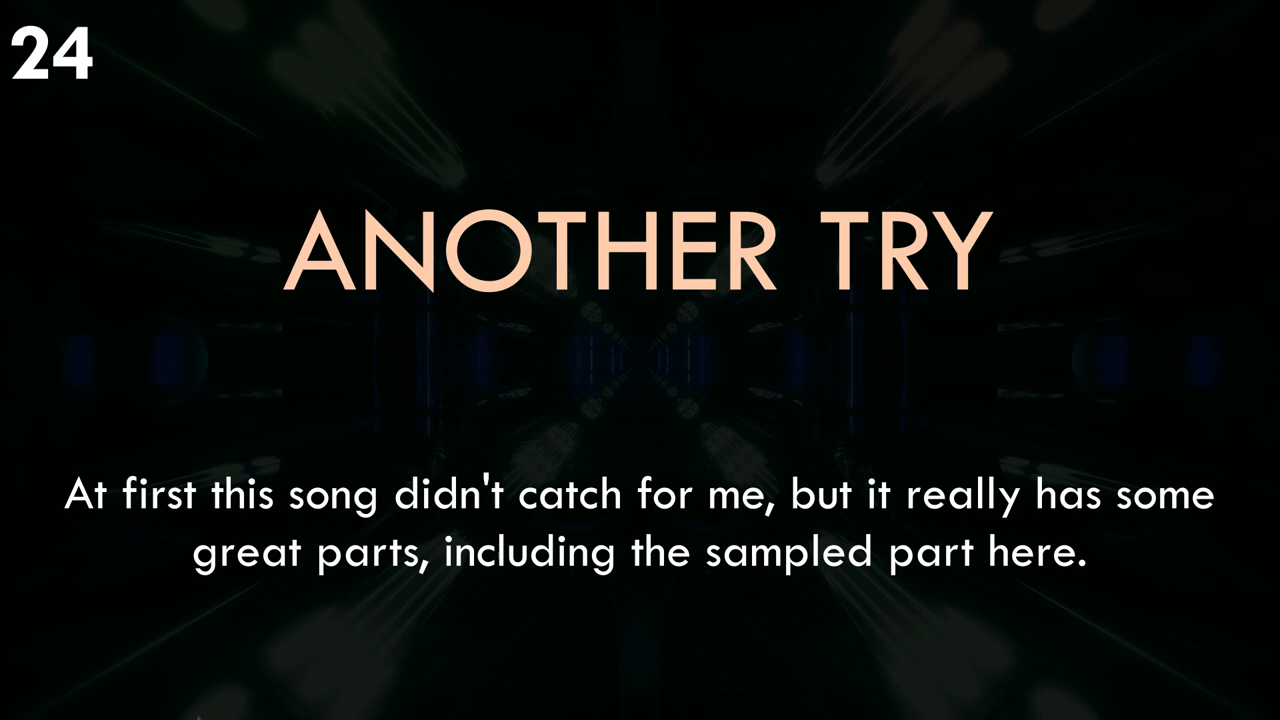 24
ANOTHER TRY
At first this song didn't catch for me, but it really has some
great parts, including the sampled part here.